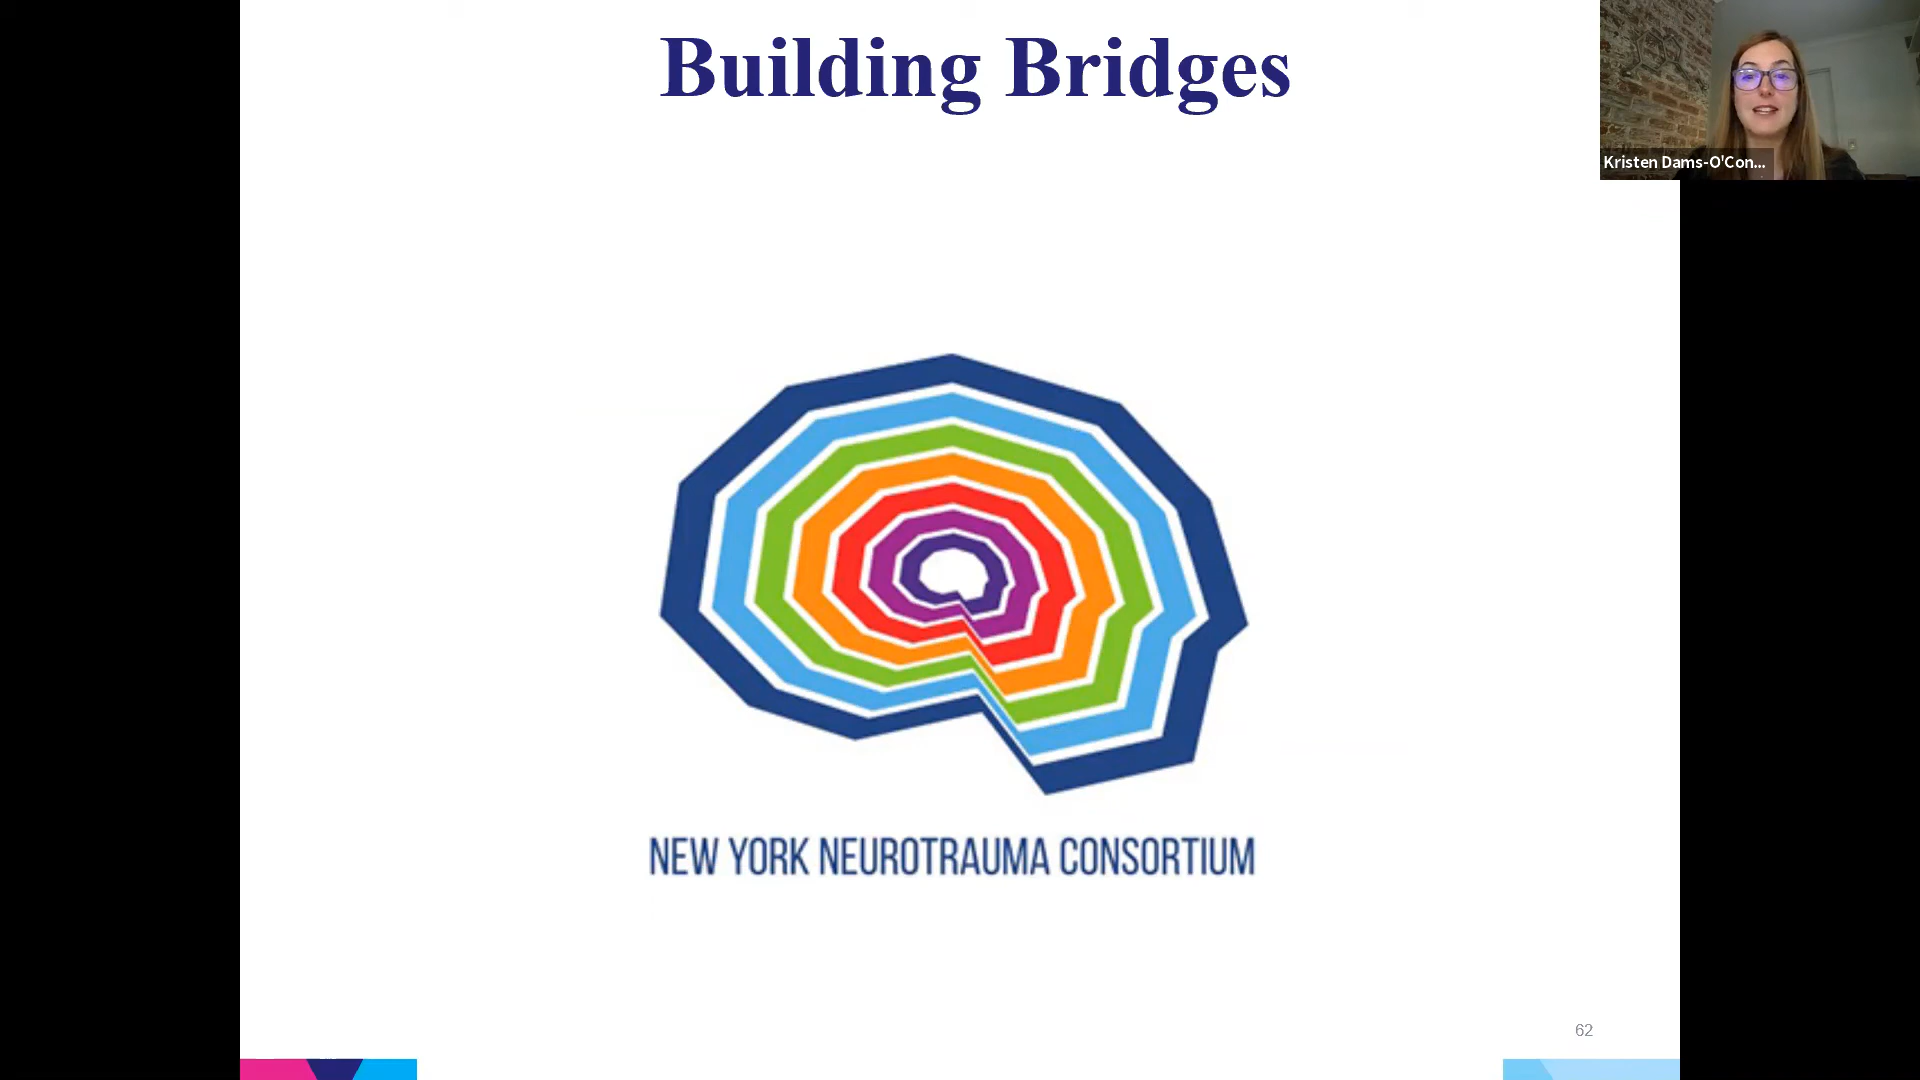 Building Bridges
Kristen Dams-O'Con...
NEW YORK NEUROTRAUMA CONSORTIUM
62